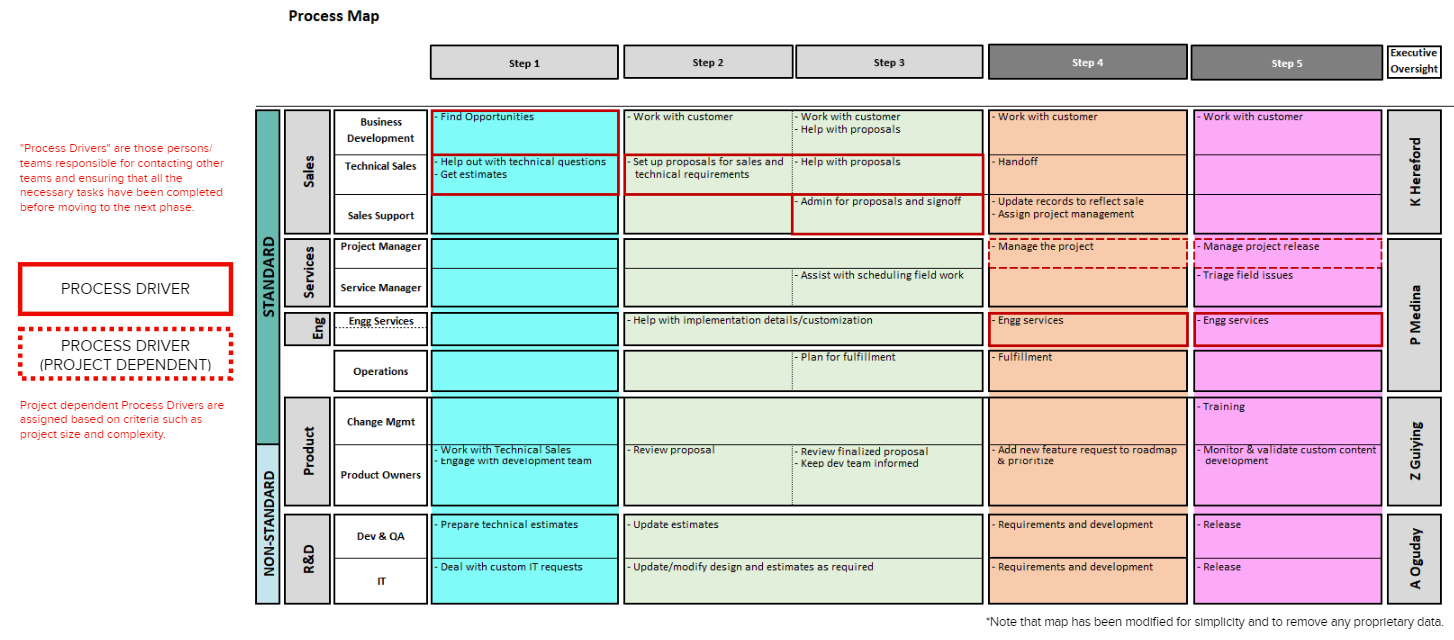 Process Map
Step 1
Step 2
Step 3
Step 4
Step 5
Executive
Oversight
"Process Drivers" are those persons/
teams responsible for contacting other
teams and ensuring that all the
necessary tasks have been completed
before moving to the next phase.
PROCESS DRIVER
PROCESS DRIVER
(PROJECT DEPENDENT)
Project dependent Process Drivers are
assigned based on criteria such as
project size and complexity.
STANDARD
NON-STANDARD
Sales
Business
Development
- Find Opportunities
- Work with customer
- Work with customer
- Help with proposals
- Work with customer
- Work with customer
Technical Sales
- Help out with technical questions
- Get estimates
- Set up proposals for sales and
technical requirements
- Help with proposals
- Handoff
Sales Support
- Admin for proposals and signoff
- Update records to reflect sale
- Assign project management
K Hereford
Services
Project Manager
- Manage the project
- Manage project release
Service Manager
- Assist with scheduling field work
- Triage field issues
Eng
Engg Services
- Help with implementation details/customization
- Engg services
- Engg services
Operations
- Plan for fulfillment
- Fulfillment
P Medina
Product
Change Mgmt
- Training
Product Owners
- Work with Technical Sales
- Engage with development team
- Review proposal
- Review finalized proposal
- Keep dev team informed
- Add new feature request to roadmap
& prioritize
- Monitor & validate custom content
development
Z Guiying
R&D
Dev & QA
- Prepare technical estimates
- Update estimates
- Requirements and development
- Release
IT
- Deal with custom IT requests
- Update/modify design and estimates as required
- Requirements and development
- Release
A Oguday
*Note that map has been modified for simplicity and to remove any proprietary data.